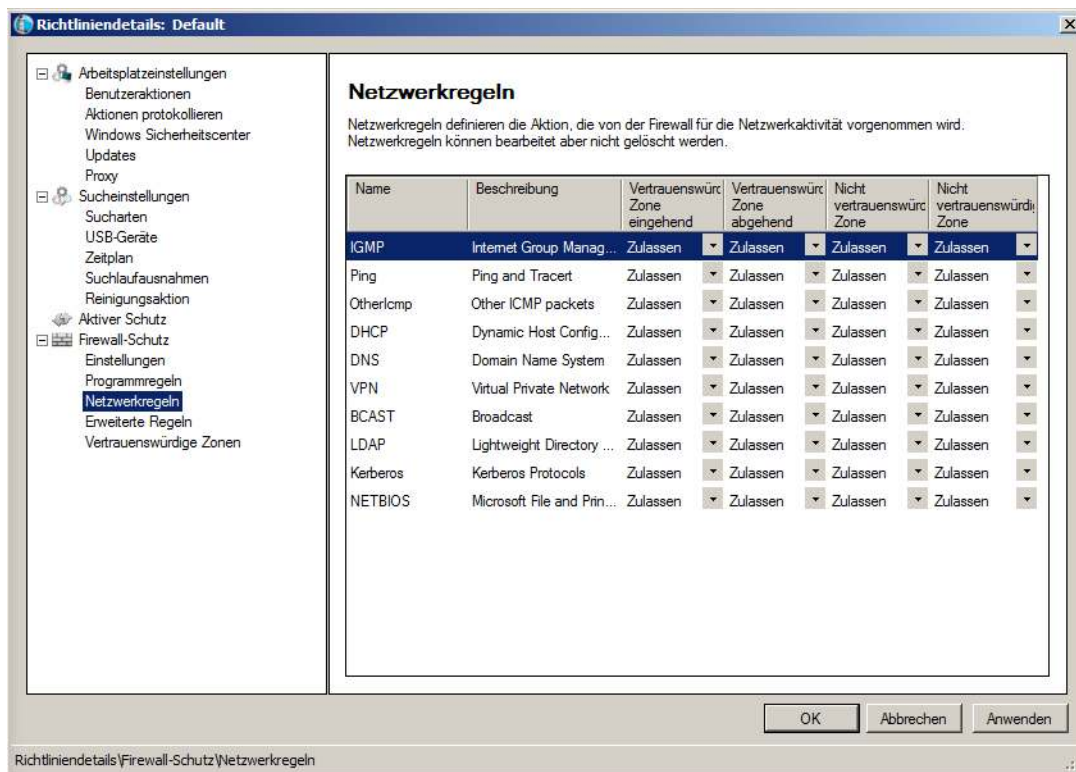 Richtliniendetails: Default
Arbeitsplatzeinstellungen
Benutzeraktionen
Aktionen protokollieren
Windows Sicherheitscenter
Updates
Proxy
Sucheinstellungen
Sucharten
USB-Geräte
Zeitplan
Suchlaufausnahmen
Reinigungsaktion
Aktiver Schutz
Firewall-Schutz
Einstellungen
Programmregeln
Netzwerkregeln
Erweiterte Regeln
Vertrauenswürdige Zonen
Netzwerkregeln
Netzwerkregeln definieren die Aktion, die von der Firewall für die Netzwerkaktivität vorgenommen wird.
Netzwerkregeln können bearbeitet aber nicht gelöscht werden.
Name Beschreibung Vertrauenswürd Vertrauenswürd Nicht Nicht
Zone Zone vertrauenswürd vertrauenswürdig
eingehend abgehend Zone Zone
IGMP Internet Group Manag... Zulassen Zulassen Zulassen Zulassen
Ping Ping and Tracert Zulassen Zulassen Zulassen Zulassen
OtherIcmp Other ICMP packets Zulassen Zulassen Zulassen Zulassen
DHCP Dynamic Host Config... Zulassen Zulassen Zulassen Zulassen
DNS Domain Name System Zulassen Zulassen Zulassen Zulassen
VPN Virtual Private Network Zulassen Zulassen Zulassen Zulassen
BCAST Broadcast Zulassen Zulassen Zulassen Zulassen
LDAP Lightweight Directory ... Zulassen Zulassen Zulassen Zulassen
Kerberos Kerberos Protocols Zulassen Zulassen Zulassen Zulassen
NETBIOS Microsoft File and Prin... Zulassen Zulassen Zulassen Zulassen
OK Abbrechen Anwenden
Richtliniendetails\Firewall-Schutz\Netzwerkregeln